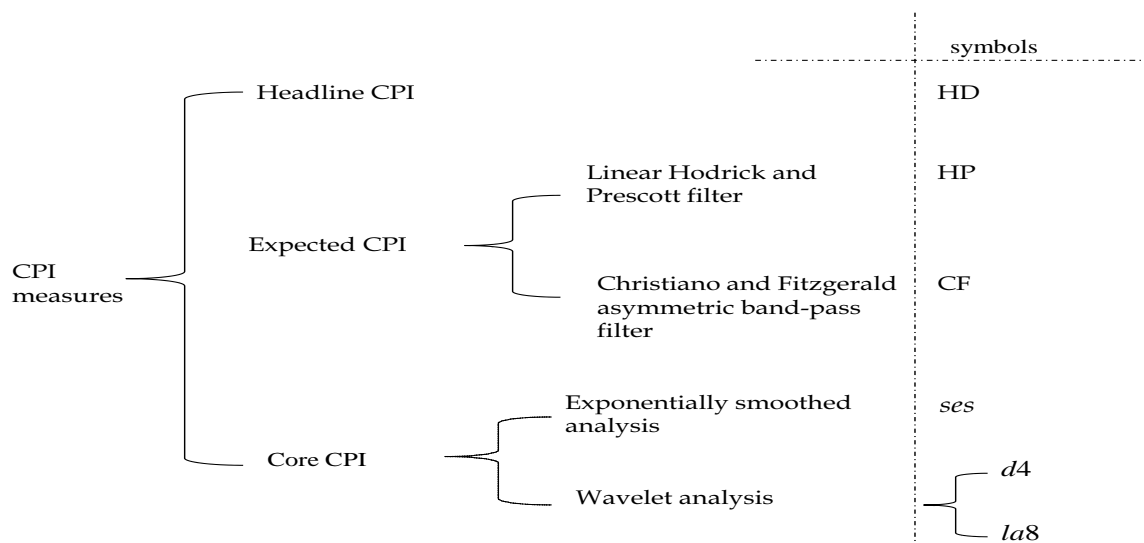 symbols
Headline CPI
HD
Linear Hodrick and
Prescott filter
HP
Expected CPI
CPI
measures
Christiano and Fitzgerald
asymmetric band-pass
filter
CF
Exponentially smoothed
analysis
ses
Core CPI
Wavelet analysis
d4
la8